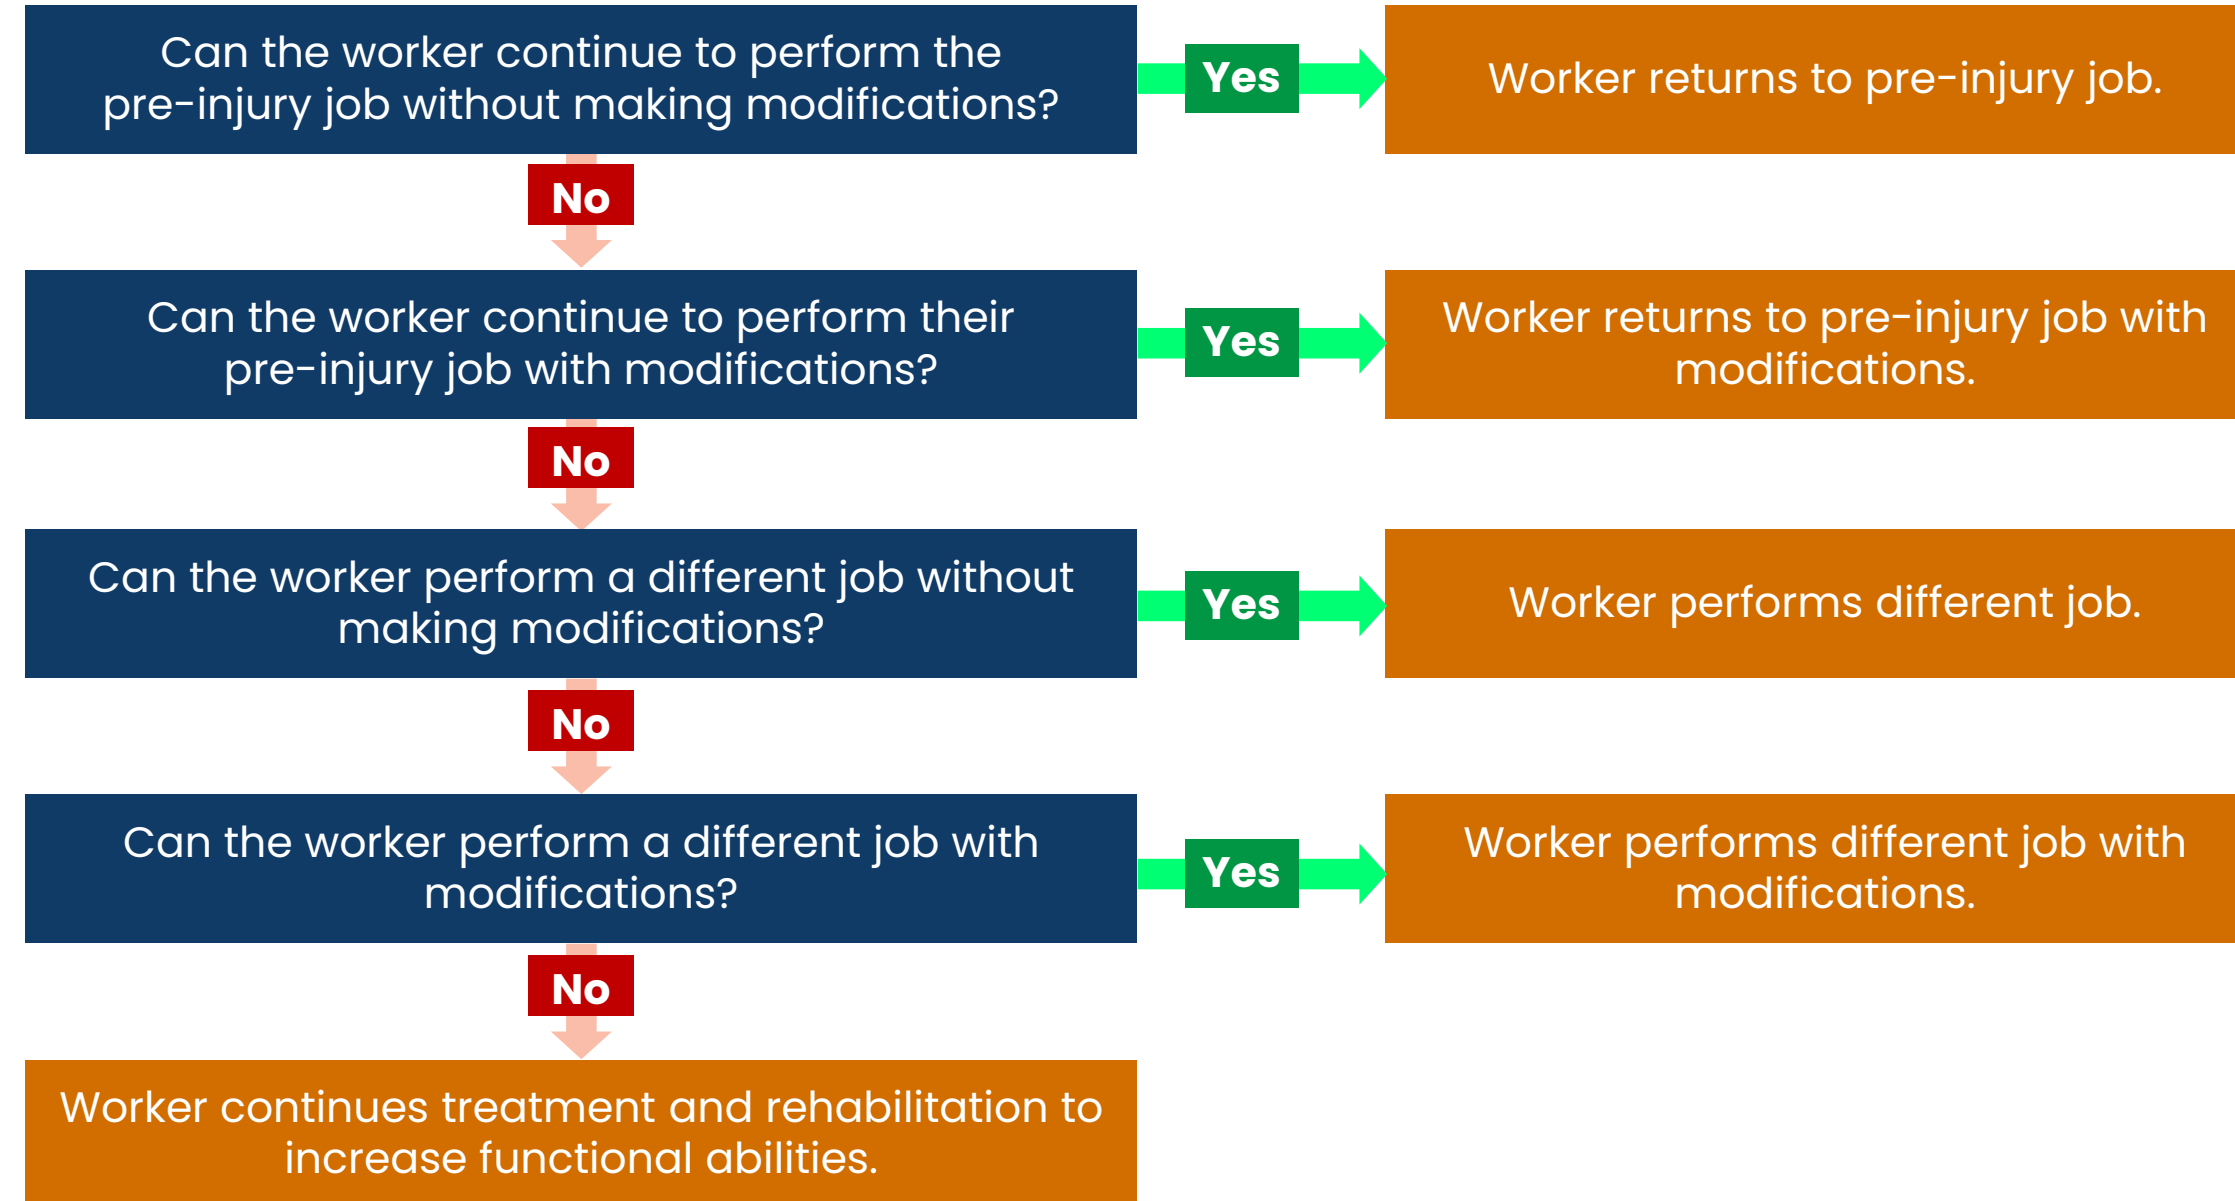 Can the worker continue to perform the
pre-injury job without making modifications?
Yes
Worker returns to pre-injury job.
No
Can the worker continue to perform their
pre-injury job with modifications?
Yes
Worker returns to pre-injury job with
modifications.
No
Can the worker perform a different job without
making modifications?
Yes
Worker performs different job.
No
Can the worker perform a different job with
modifications?
Yes
Worker performs different job with
modifications.
No
Worker continues treatment and rehabilitation to
increase functional abilities.